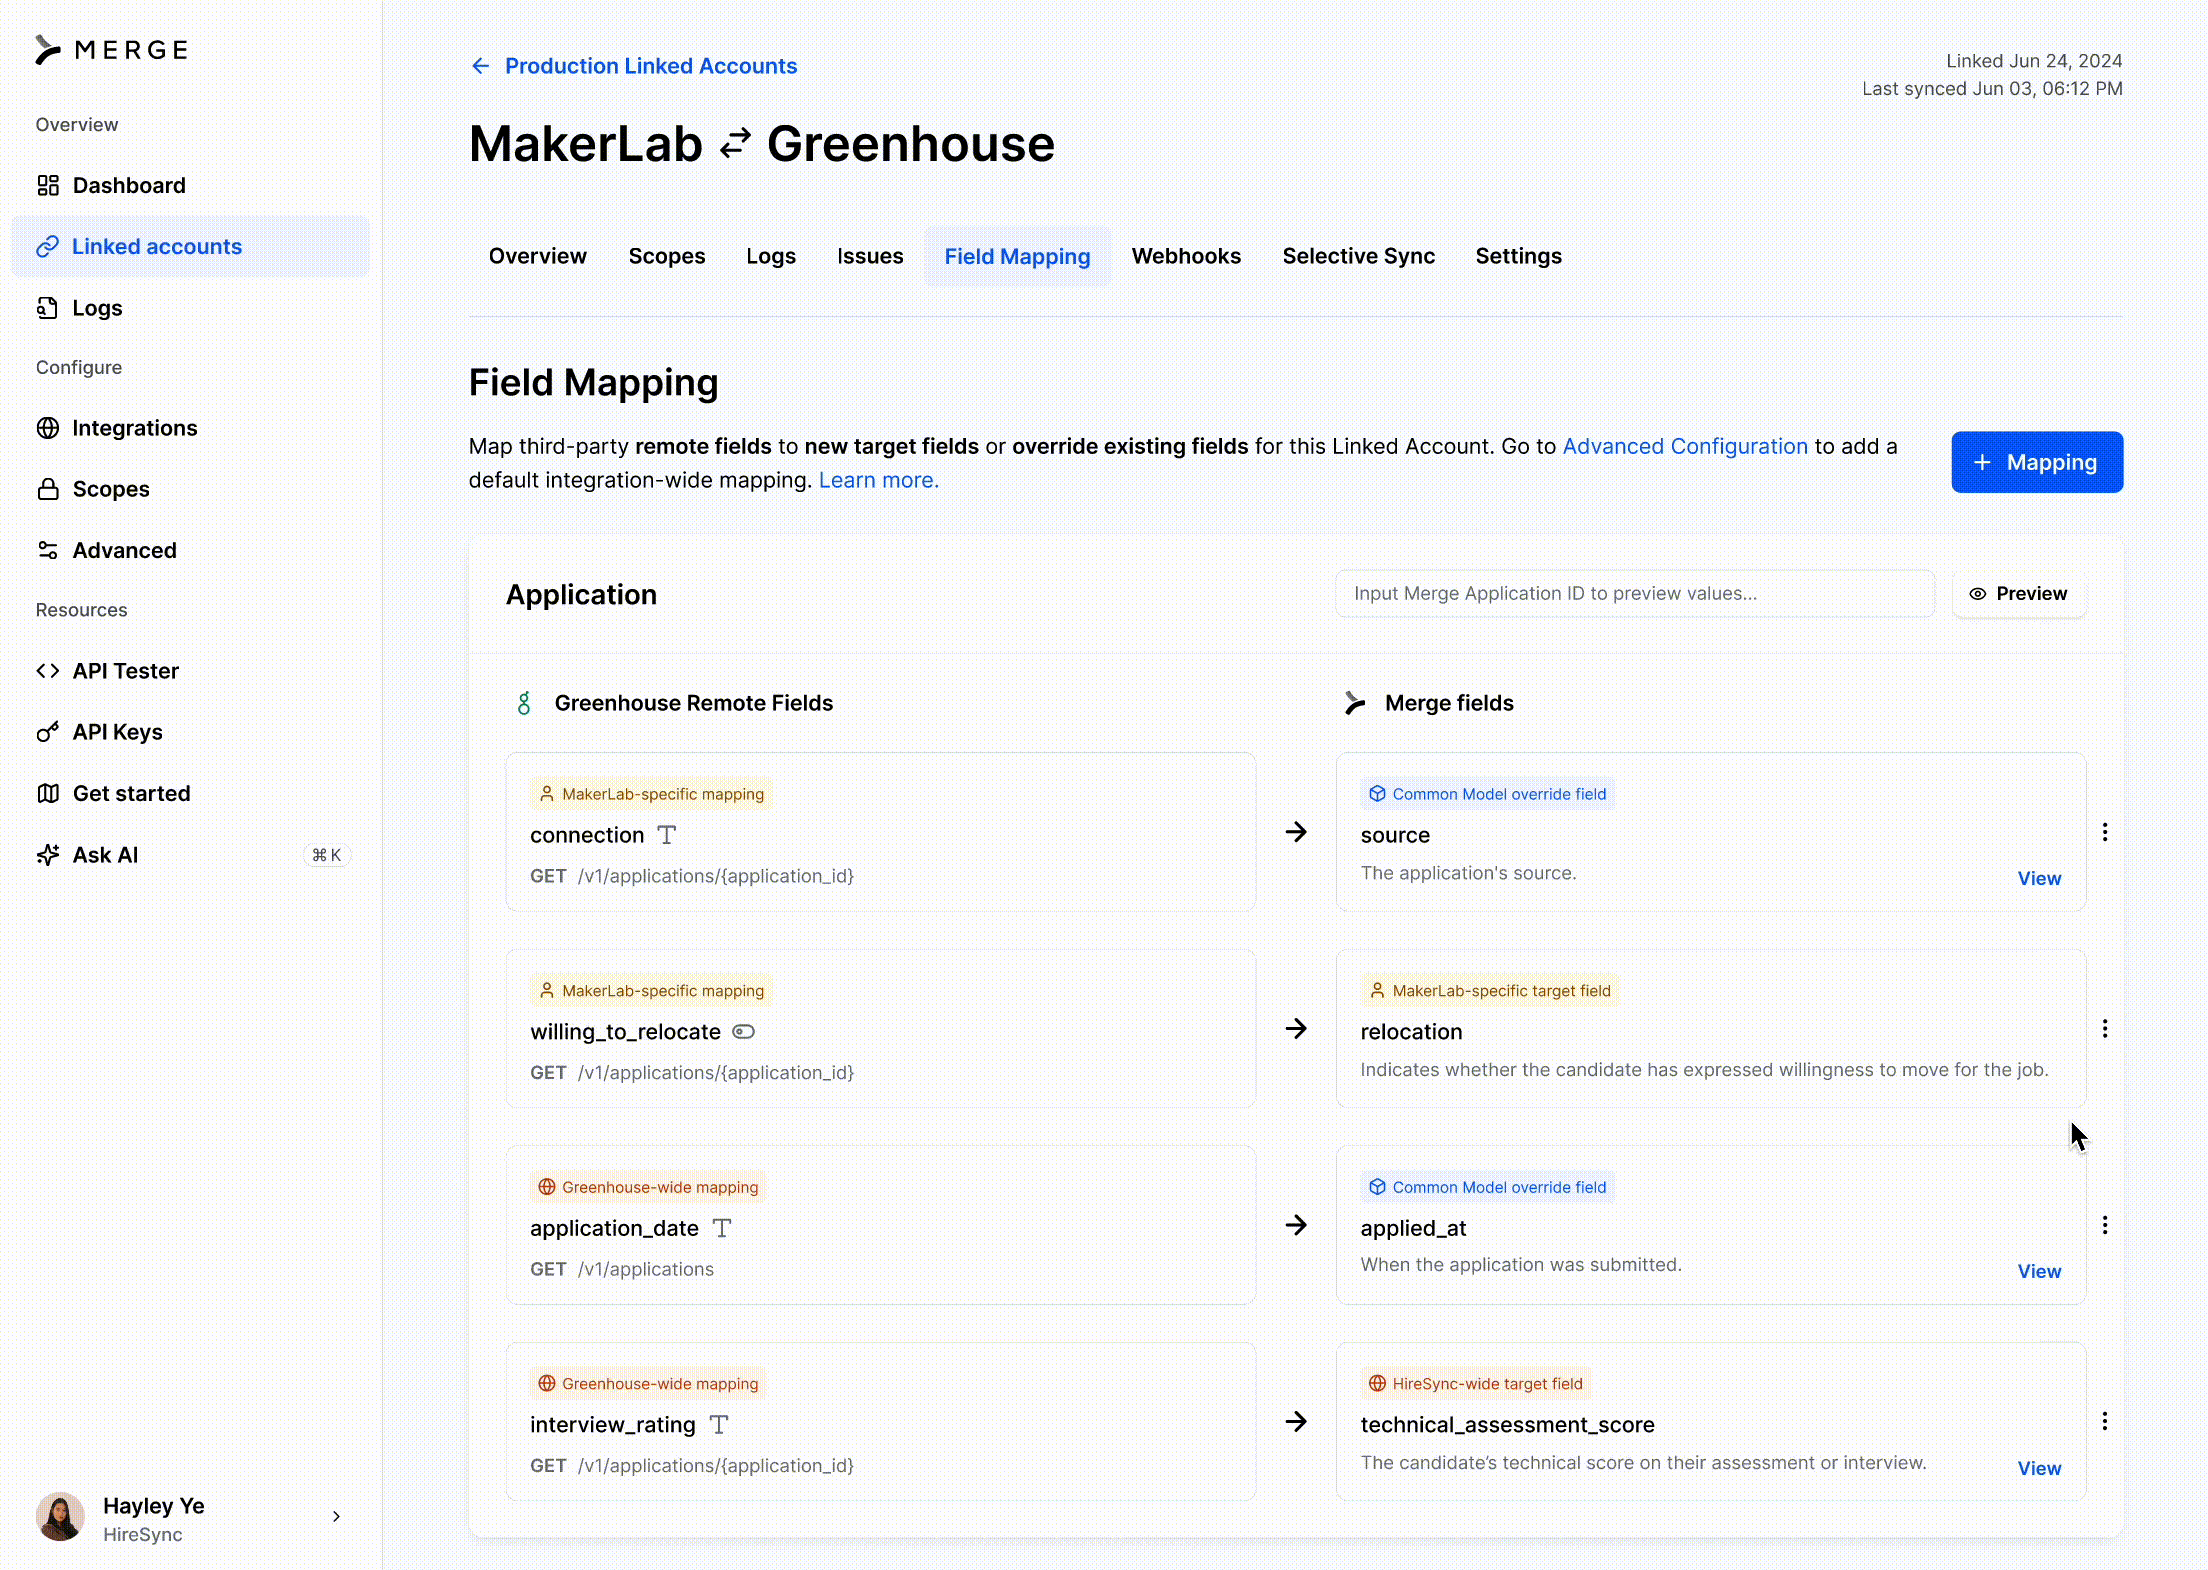 MERGE
Overview
Dashboard
Linked accounts
Logs
Configure
Integrations
Scopes
Advanced
Resources
API Tester
API Keys
Get started
Ask AI
⌘ K
Hayley Ye
HireSync
← Production Linked Accounts
Linked Jun 24, 2024
Last synced Jun 03, 06:12 PM
MakerLab ⇄ Greenhouse
Overview
Scopes
Logs
Issues
Field Mapping
Webhooks
Selective Sync
Settings
Field Mapping
Map third-party remote fields to new target fields or override existing fields for this Linked Account. Go to Advanced Configuration to add a
default integration-wide mapping. Learn more.
+ Mapping
Application
Input Merge Application ID to preview values...
Preview
Greenhouse Remote Fields
Merge fields
MakerLab-specific mapping
connection
GET /v1/applications/{application_id}
Common Model override field
source
The application's source.
View
MakerLab-specific mapping
willing_to_relocate
GET /v1/applications/{application_id}
MakerLab-specific target field
relocation
Indicates whether the candidate has expressed willingness to move for the job.
Greenhouse-wide mapping
application_date
GET /v1/applications
Common Model override field
applied_at
When the application was submitted.
View
Greenhouse-wide mapping
interview_rating
GET /v1/applications/{application_id}
HireSync-wide target field
technical_assessment_score
The candidate’s technical score on their assessment or interview.
View